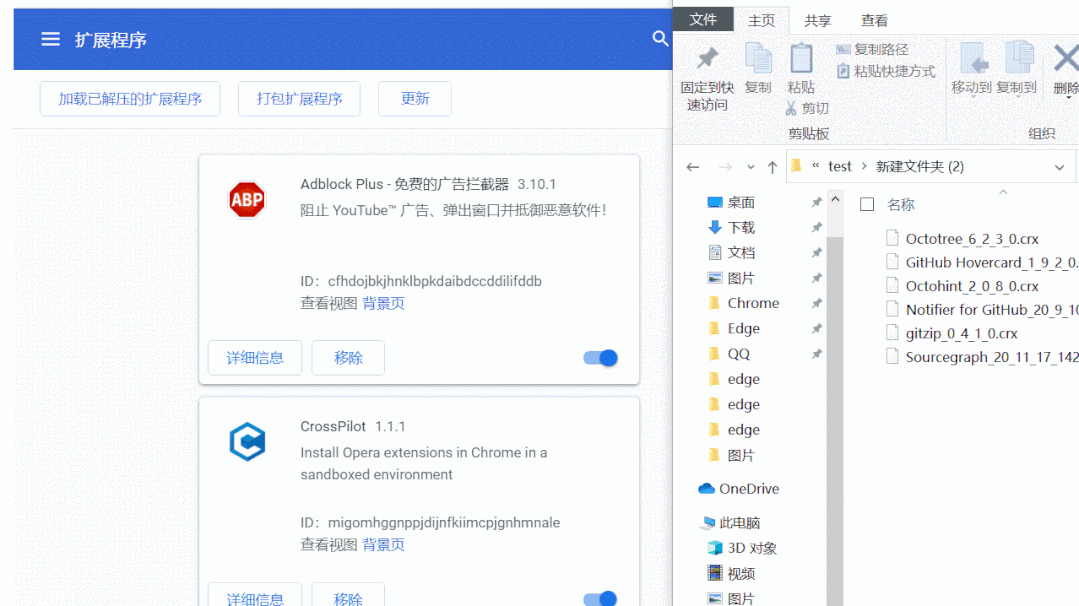 扩展程序
加载已解压的扩展程序
打包扩展程序
更新
ABP
Adblock Plus - 免费的广告拦截器 3.10.1
阻止 YouTube™ 广告、弹出窗口并抵御恶意软件!
ID: cfhdojbkjhnklbpkdaibdccddilifddb
查看视图 背景页
详细信息
移除
CrossPilot 1.1.1
Install Opera extensions in Chrome in a
sandboxed environment
ID: migomhggnppjdijnfkiimcpjgnhmnale
查看视图 背景页
详细信息
移除
文件
主页
共享
查看
固定到快
速访问
复制
粘贴
复制路径
粘贴快捷方式
剪切
剪贴板
移动到
复制到
删除
组织
« test > 新建文件夹 (2)
桌面
下载
文档
图片
Chrome
Edge
QQ
edge
edge
edge
图片
OneDrive
此电脑
3D 对象
视频
图片
名称
Octotree_6_2_3_0.crx
GitHub Hovercard_1_9_2_0.
Octohint_2_0_8_0.crx
Notifier for GitHub_20_9_10
gitzip_0_4_1_0.crx
Sourcegraph_20_11_17_142